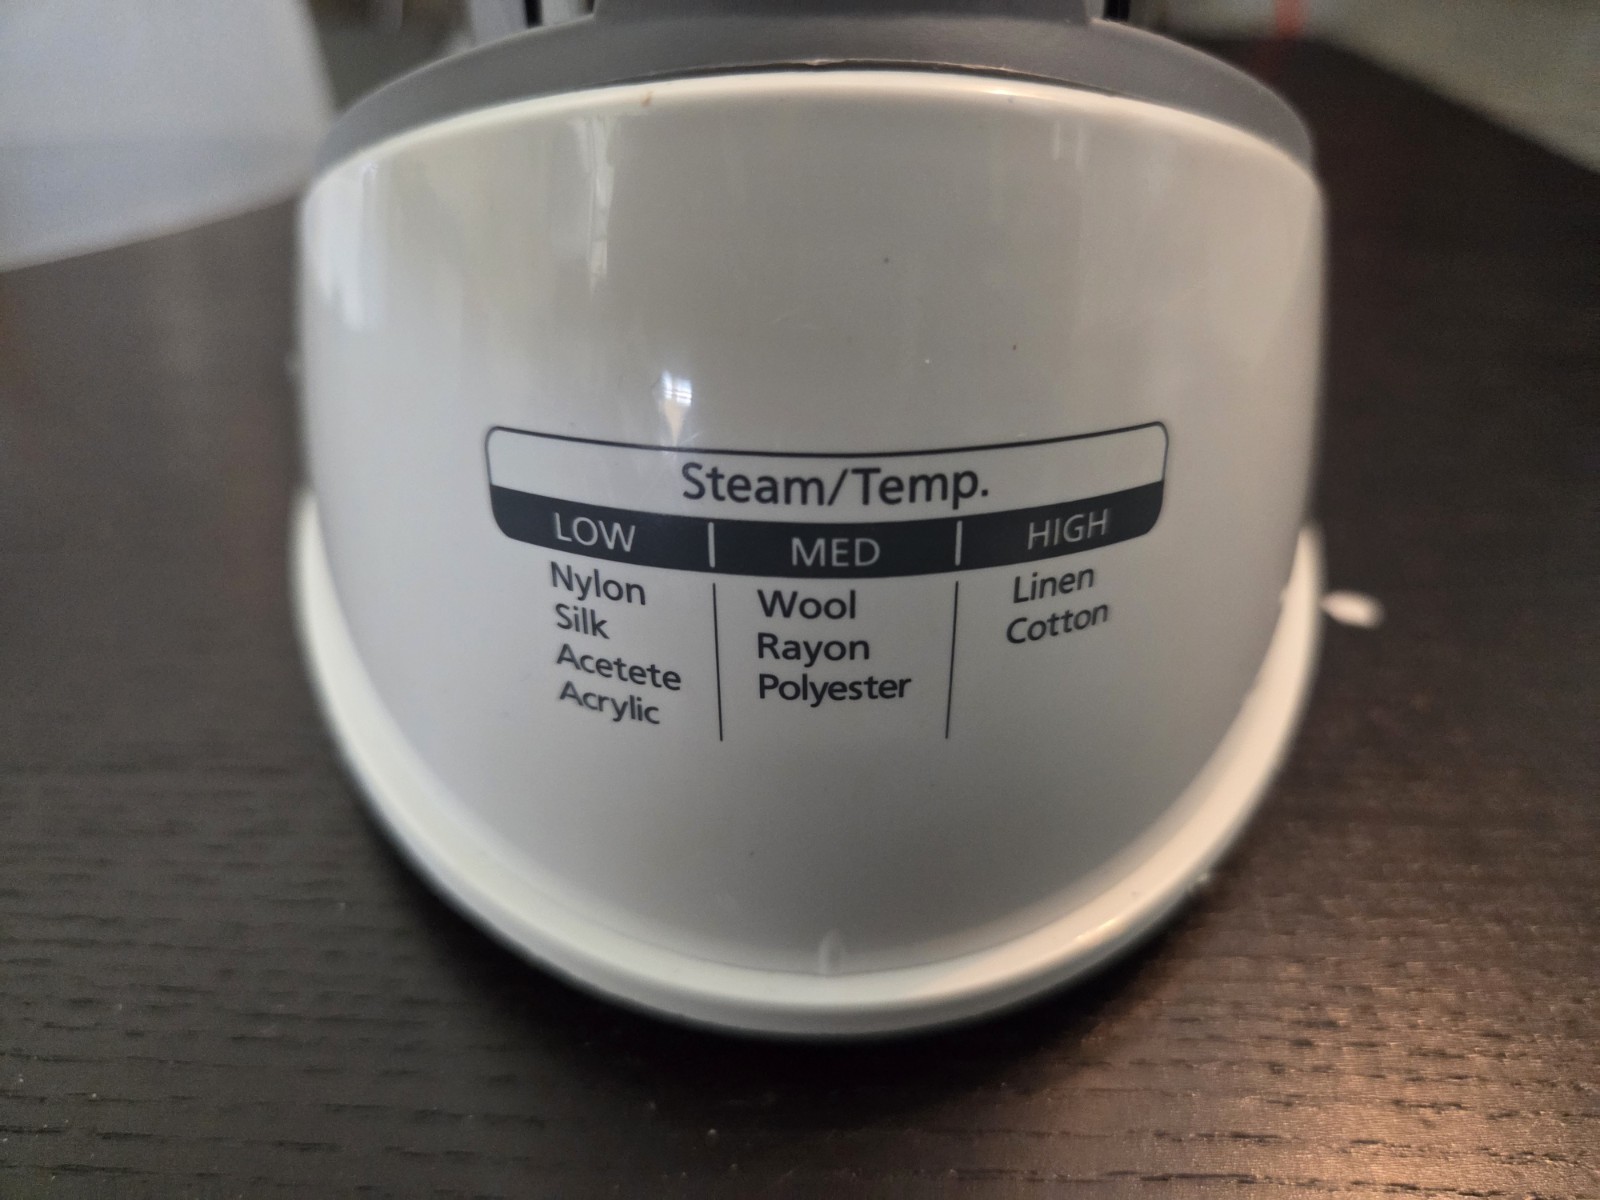 Steam/Temp.
LOW | MED | HIGH
Nylon
Silk
Acetete
Acrylic
Wool
Rayon
Polyester
Linen
Cotton